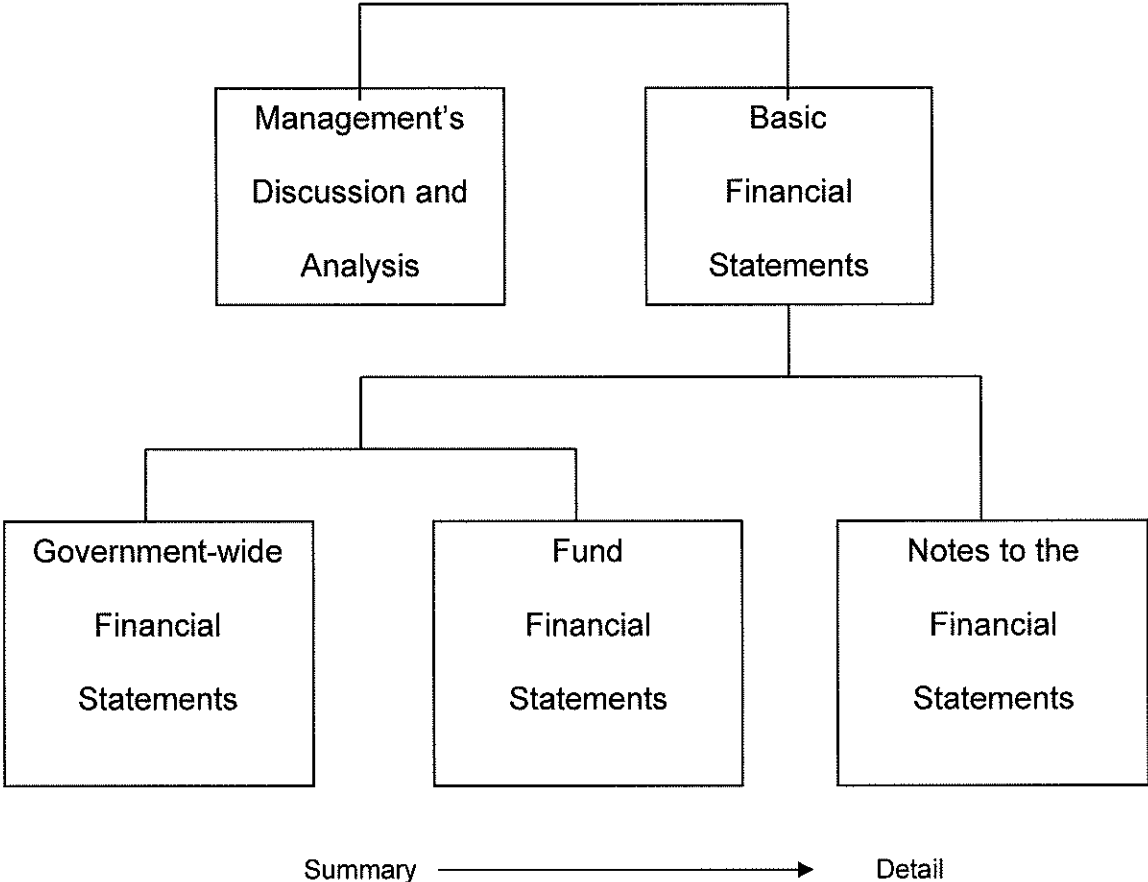 Management's
Discussion and
Analysis
Basic
Financial
Statements
Government-wide
Financial
Statements
Fund
Financial
Statements
Notes to the
Financial
Statements
Summary
Detail